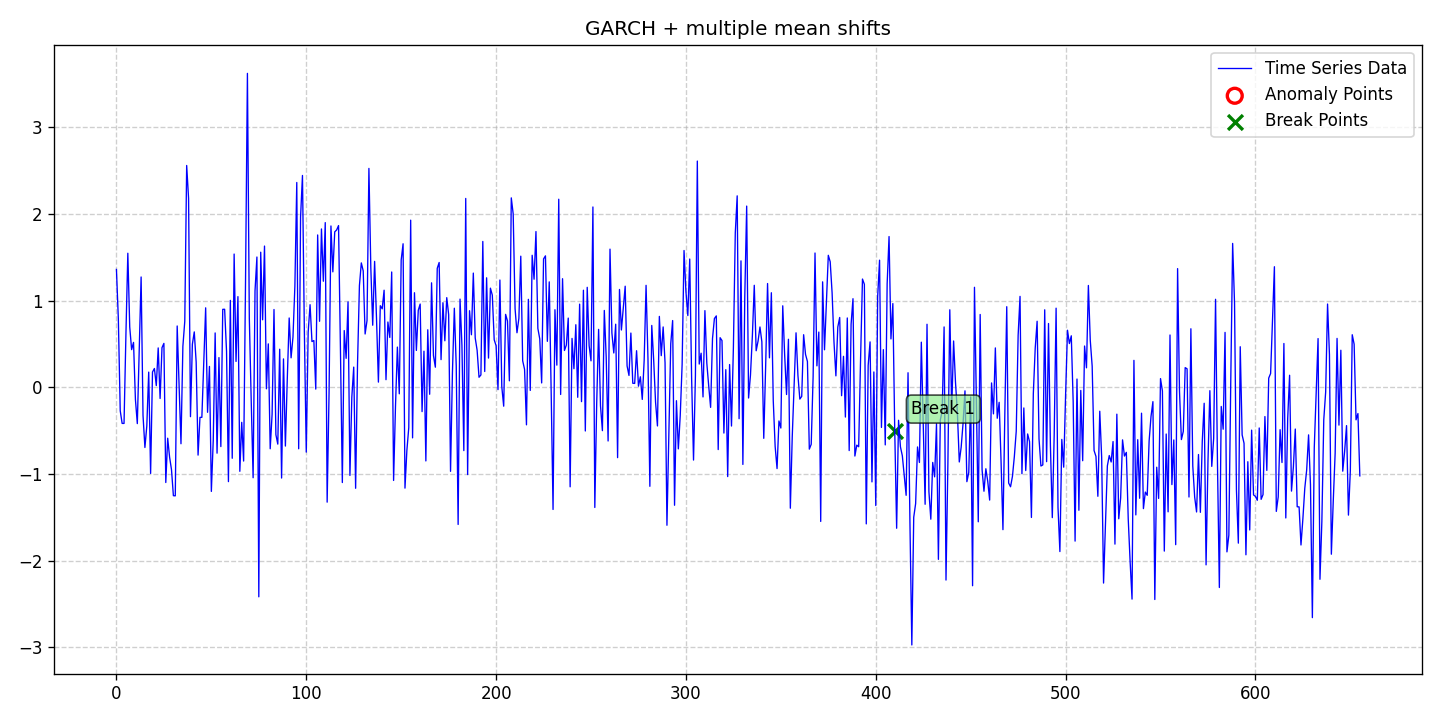 GARCH + multiple mean shifts
Time Series Data
Anomaly Points
Break Points
3
2
1
0
−1
−2
−3
Break 1
0
100
200
300
400
500
600